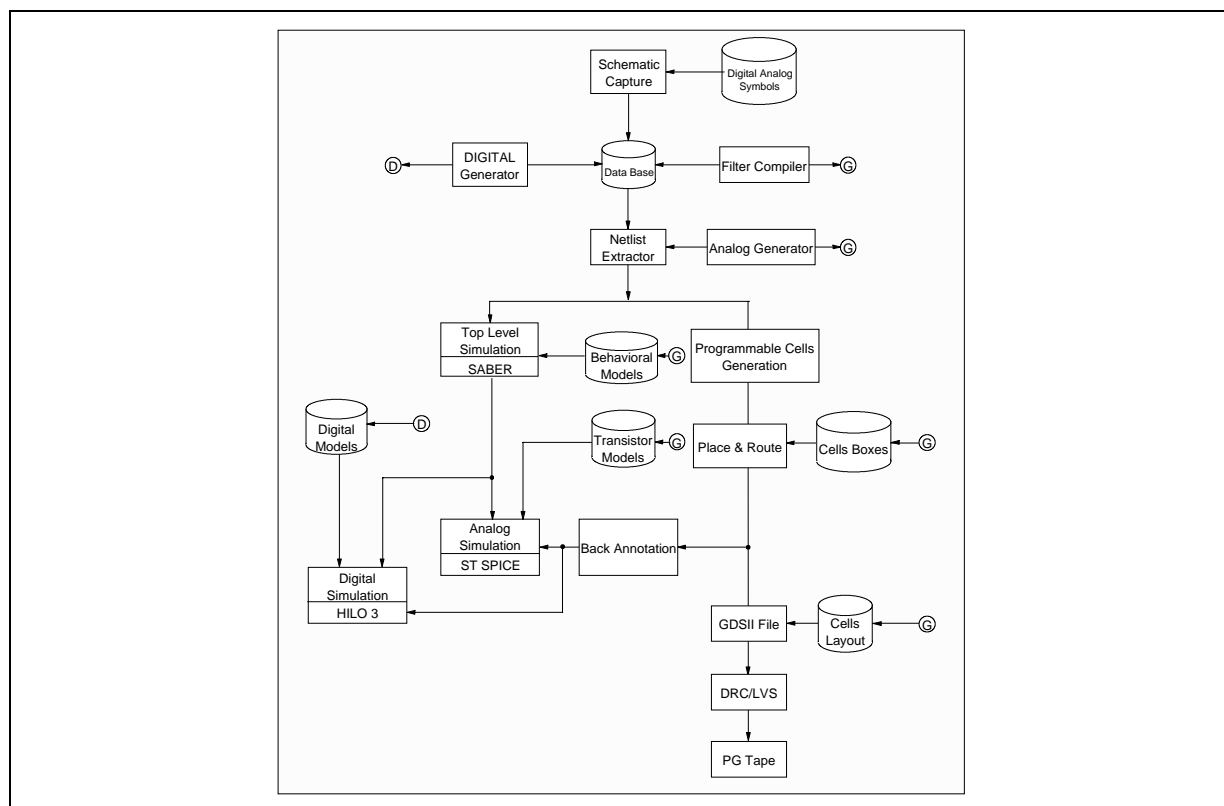 Schematic
Capture
Digital Analog
Symbols
D
DIGITAL
Generator
Data Base
Filter Compiler
G
Netlist
Extractor
Analog Generator
G
Top Level
Simulation
SABER
Behavioral
Models
G
Programmable Cells
Generation
Digital
Models
D
Transistor
Models
G
Place & Route
Cells Boxes
G
Analog
Simulation
ST SPICE
Back Annotation
Digital
Simulation
HILO 3
GDSII File
Cells
Layout
G
DRC/LVS
PG Tape